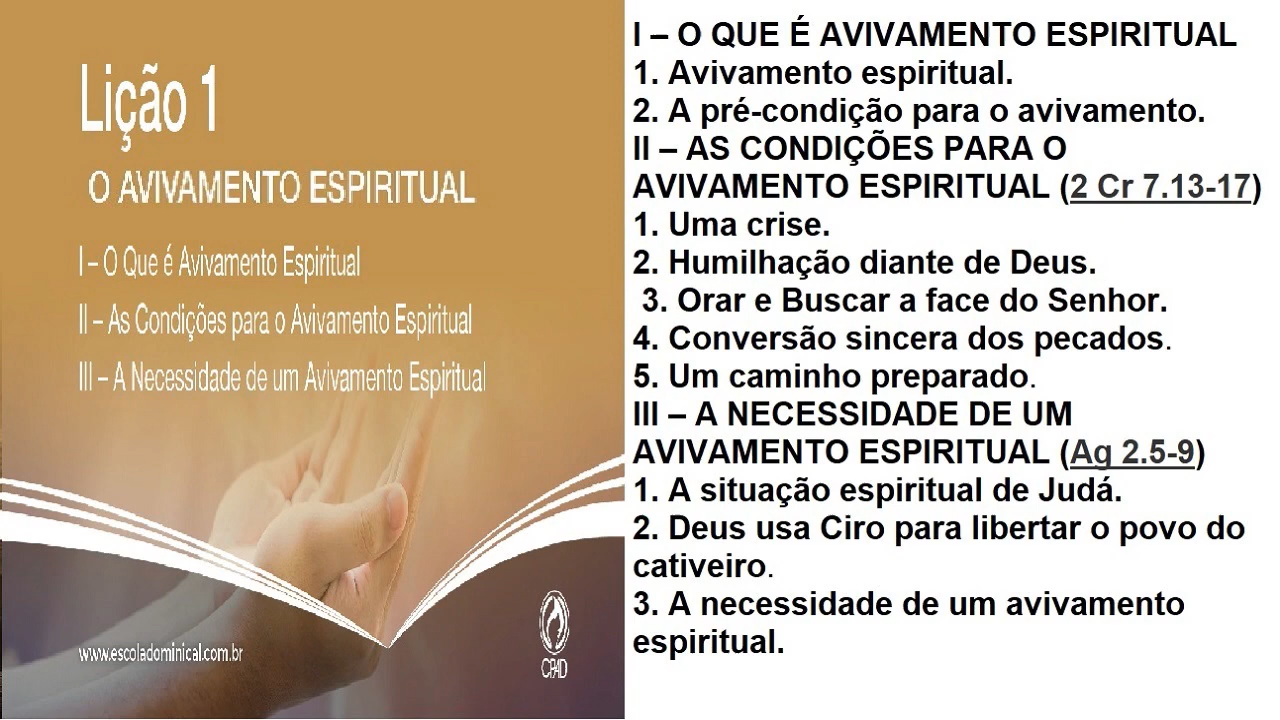 Lição 1
O AVIVAMENTO ESPIRITUAL
I – O Que é Avivamento Espiritual
II – As Condições para o Avivamento Espiritual
III – A Necessidade de um Avivamento Espiritual
www.escoladominical.com.br
CPAD
I – O QUE É AVIVAMENTO ESPIRITUAL
1. Avivamento espiritual.
2. A pré-condição para o avivamento.
II – AS CONDIÇÕES PARA O
AVIVAMENTO ESPIRITUAL (2 Cr 7.13-17)
1. Uma crise.
2. Humilhação diante de Deus.
3. Orar e Buscar a face do Senhor.
4. Conversão sincera dos pecados.
5. Um caminho preparado.
III – A NECESSIDADE DE UM
AVIVAMENTO ESPIRITUAL (Ag 2.5-9)
1. A situação espiritual de Judá.
2. Deus usa Ciro para libertar o povo do
cativeiro.
3. A necessidade de um avivamento
espiritual.